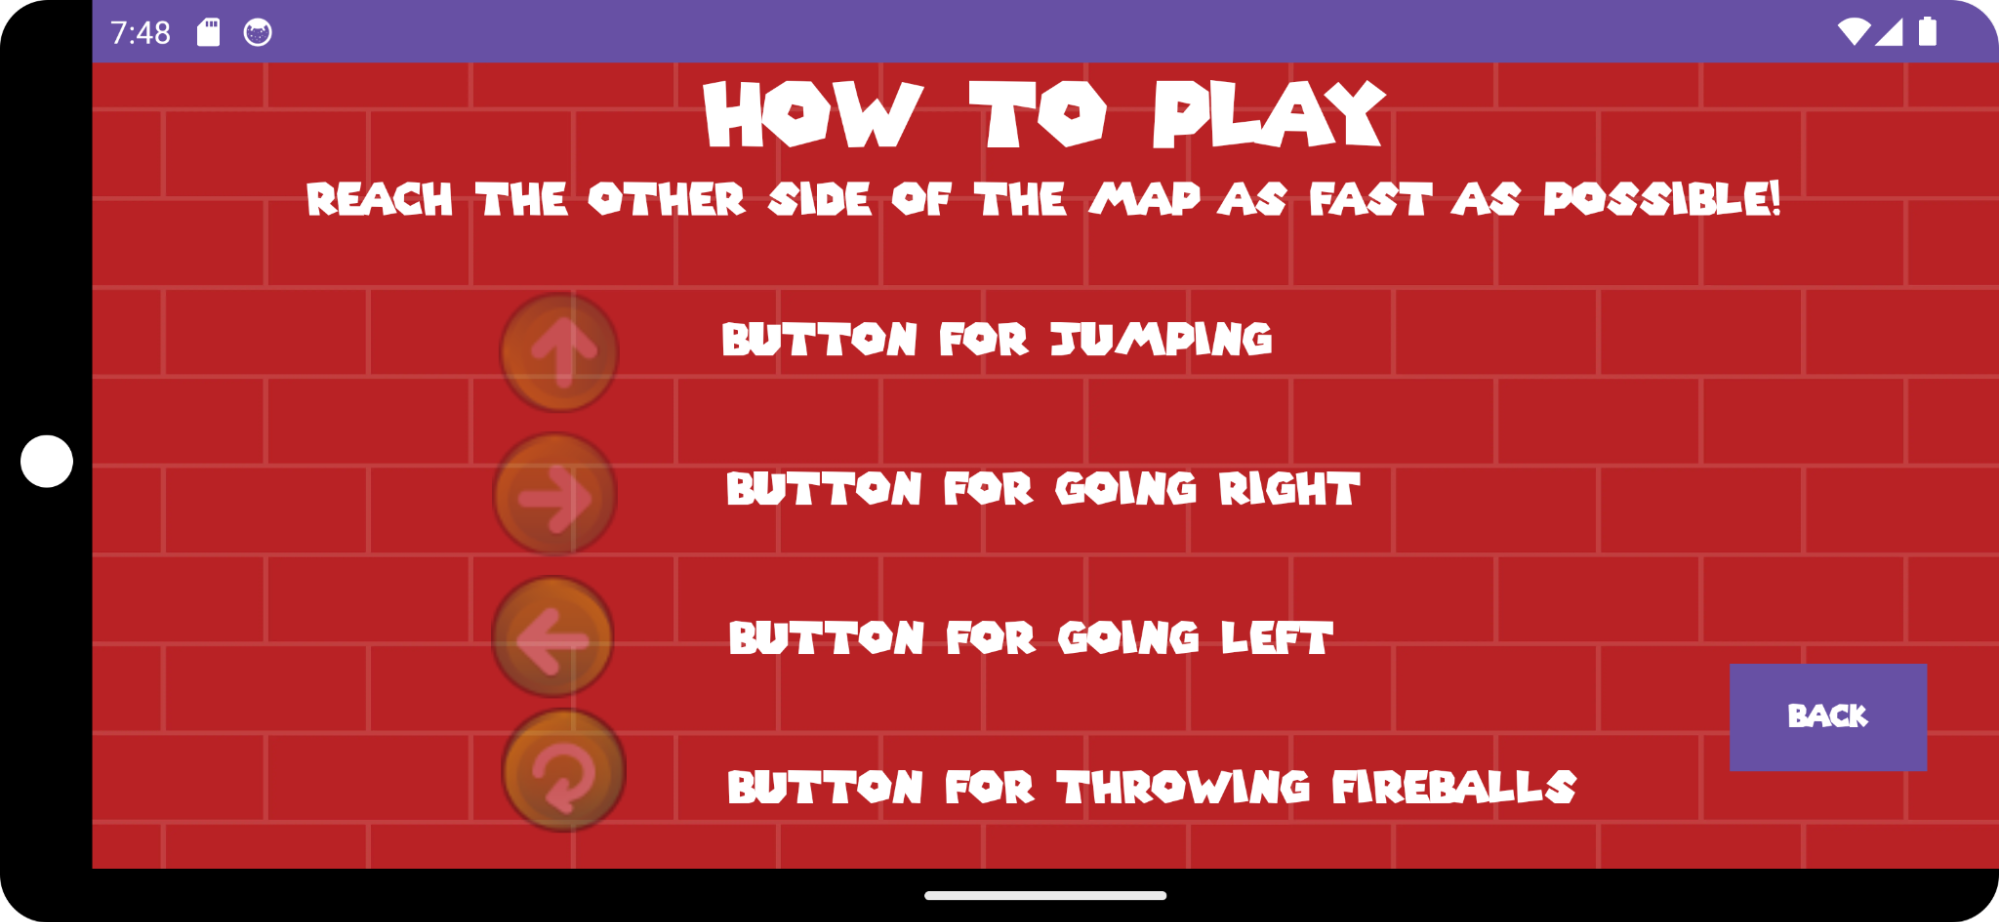 7:48
HOW TO PLAY
REACH THE OTHER SIDE OF THE MAP AS FAST AS POSSIBLE!
BUTTON FOR JUMPING
BUTTON FOR GOING RIGHT
BUTTON FOR GOING LEFT
BACK
BUTTON FOR THROWING FIREBALLS